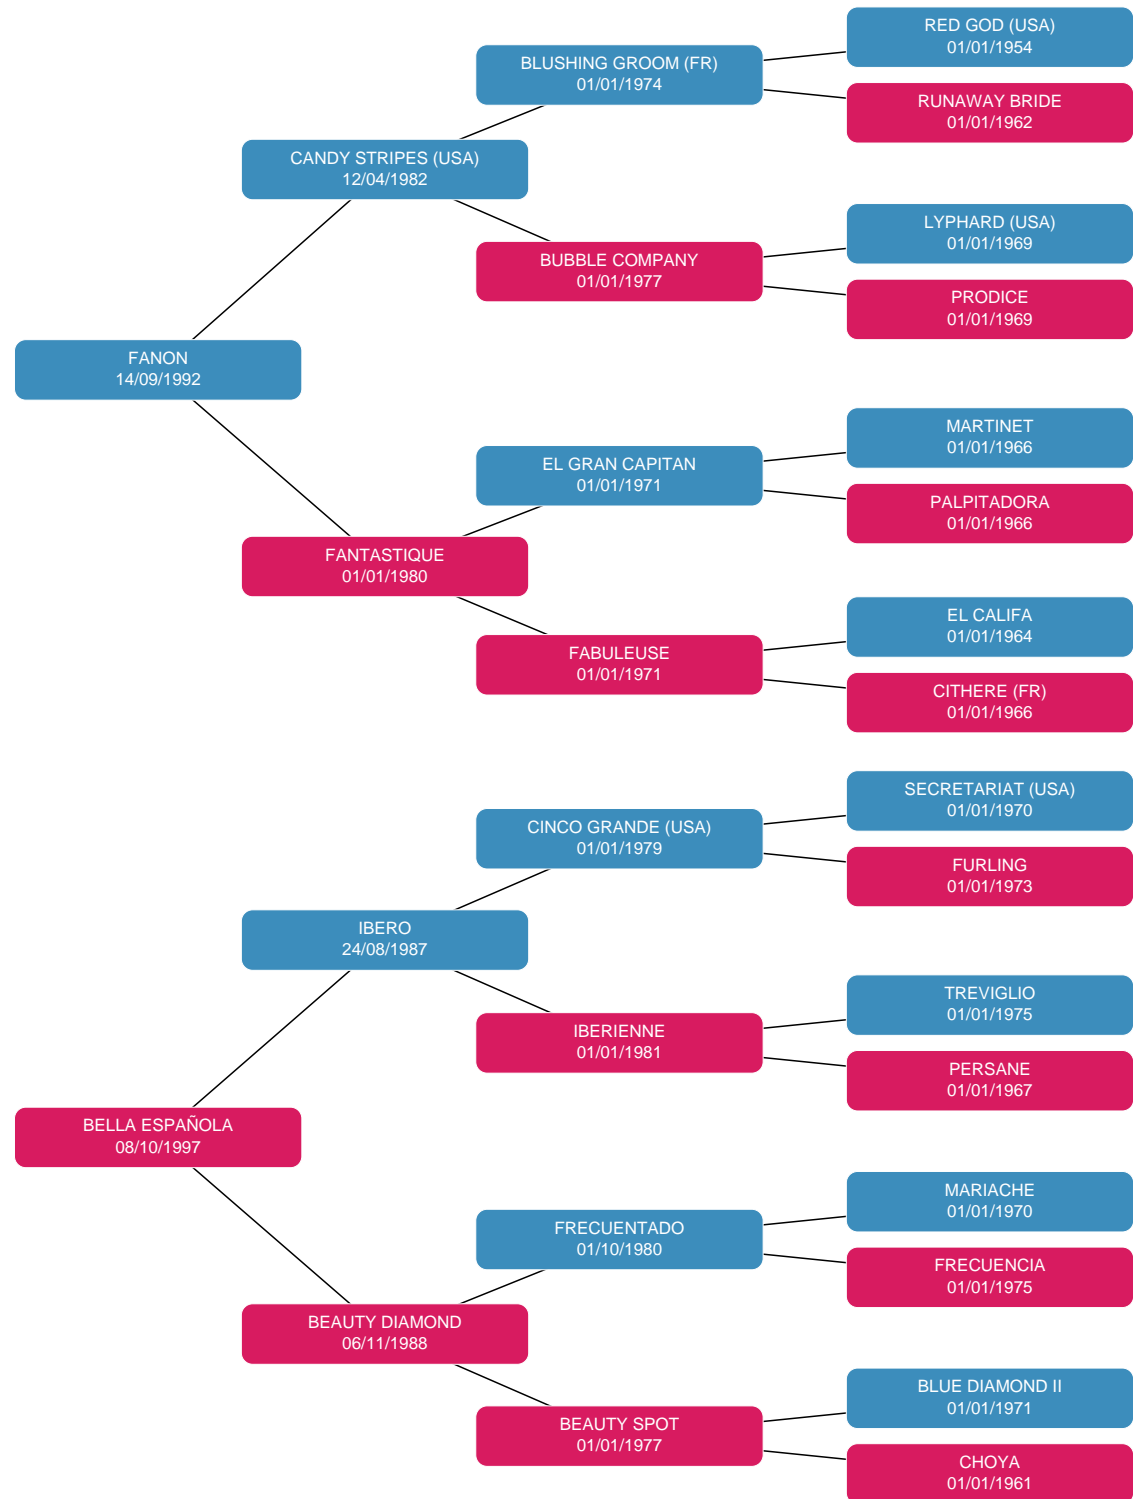 RED GOD (USA)
01/01/1954
BLUSHING GROOM (FR)
01/01/1974
RUNAWAY BRIDE
01/01/1962
CANDY STRIPES (USA)
12/04/1982
LYPHARD (USA)
01/01/1969
BUBBLE COMPANY
01/01/1977
PRODICE
01/01/1969
FANON
14/09/1992
MARTINET
01/01/1966
EL GRAN CAPITAN
01/01/1971
PALPITADORA
01/01/1966
FANTASTIQUE
01/01/1980
EL CALIFA
01/01/1964
FABULEUSE
01/01/1971
CITHERE (FR)
01/01/1966
SECRETARIAT (USA)
01/01/1970
CINCO GRANDE (USA)
01/01/1979
FURLING
01/01/1973
IBERO
24/08/1987
TREVIGLIO
01/01/1975
IBERIENNE
01/01/1981
PERSANE
01/01/1967
BELLA ESPAÑOLA
08/10/1997
MARIACHE
01/01/1970
FRECUENTADO
01/10/1980
FRECUENCIA
01/01/1975
BEAUTY DIAMOND
06/11/1988
BLUE DIAMOND II
01/01/1971
BEAUTY SPOT
01/01/1977
CHOYA
01/01/1961